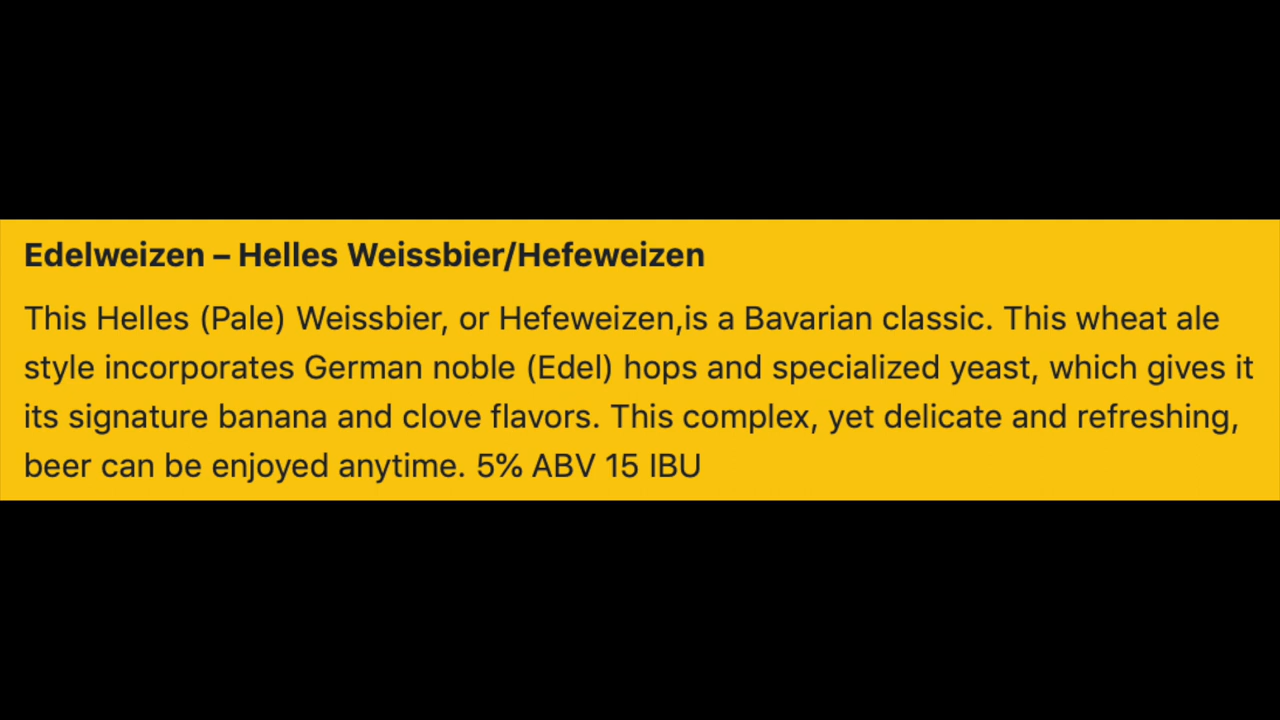 Edelweizen – Helles Weissbier/Hefeweizen
This Helles (Pale) Weissbier, or Hefeweizen,is a Bavarian classic. This wheat ale
style incorporates German noble (Edel) hops and specialized yeast, which gives it
its signature banana and clove flavors. This complex, yet delicate and refreshing,
beer can be enjoyed anytime. 5% ABV 15 IBU